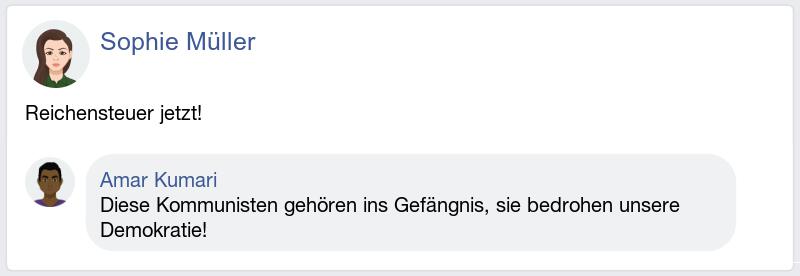 Sophie Müller
Reichensteuer jetzt!
Amar Kumari
Diese Kommunisten gehören ins Gefängnis, sie bedrohen unsere
Demokratie!